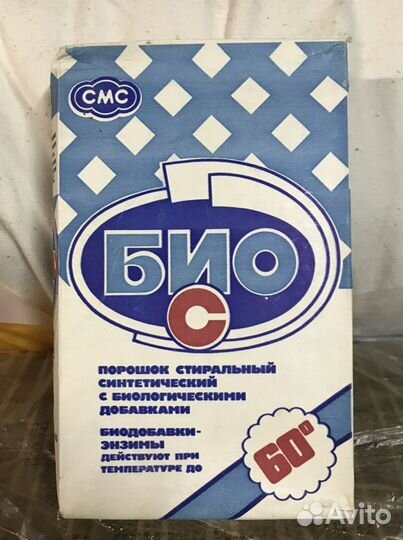 СМС
БИО
С
ПОРОШОК СТИРАЛЬНЫЙ
СИНТЕТИЧЕСКИЙ
С БИОЛОГИЧЕСКИМИ
ДОБАВКАМИ
БИОДОБАВКИ-
ЭНЗИМЫ
ДЕЙСТВУЮТ ПРИ
ТЕМПЕРАТУРЕ ДО
60°
Avito